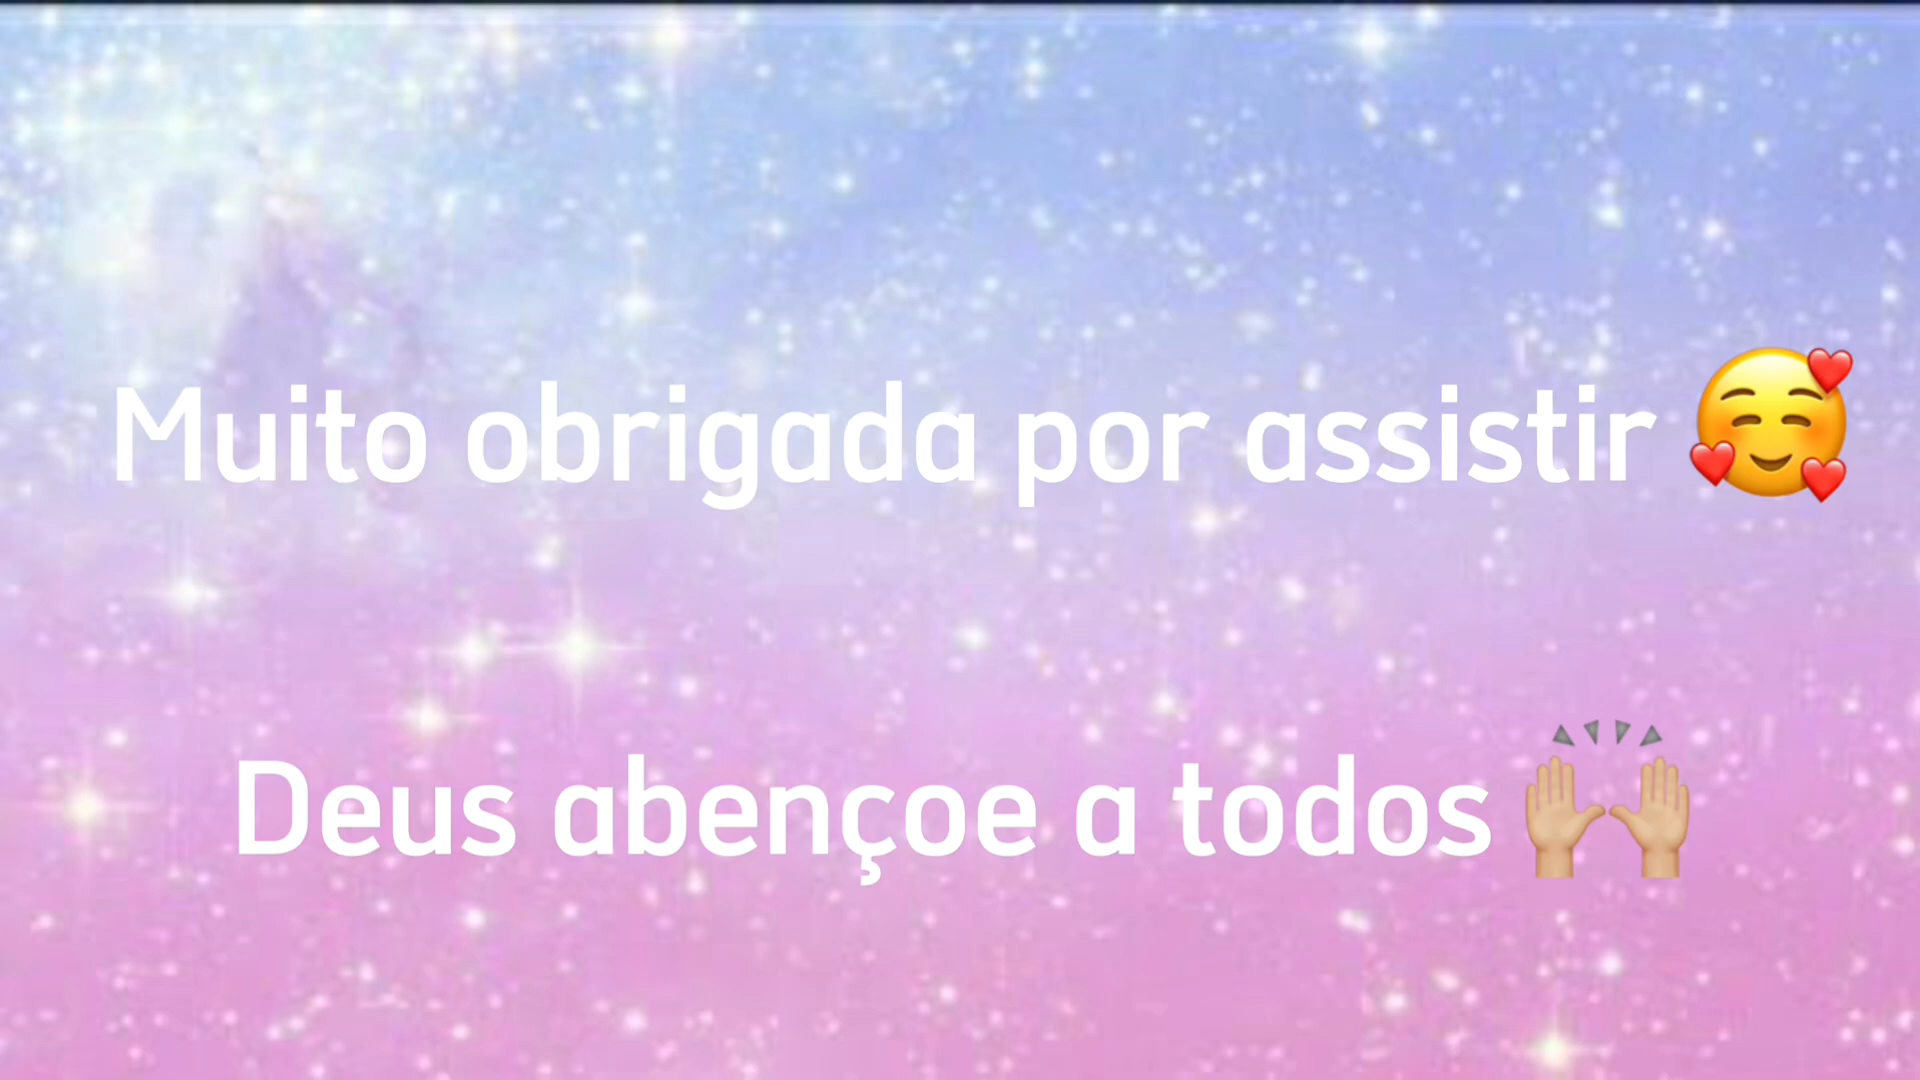 Muito obrigada por assistir 🥰
Deus abençoe a todos 🙌🏼